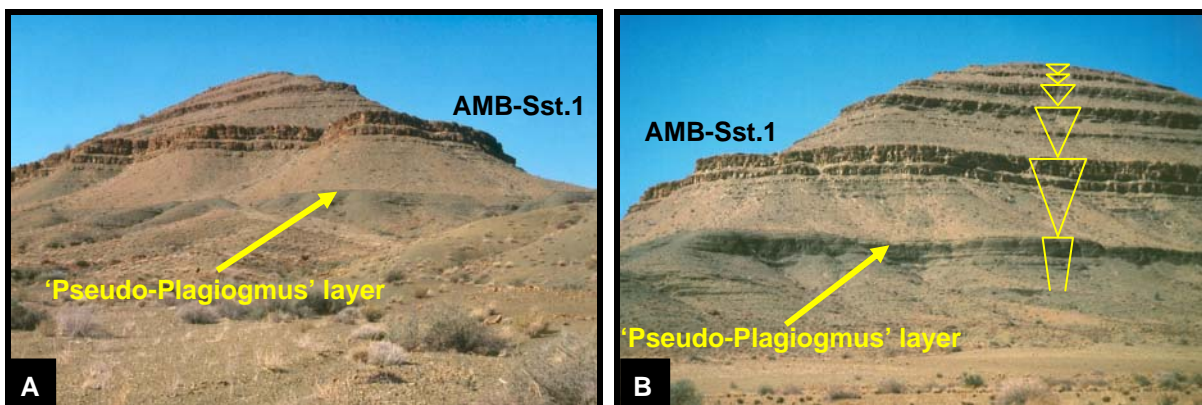 AMB-Sst.1
‘Pseudo-Plagiogmus’ layer
A
AMB-Sst.1
‘Pseudo-Plagiogmus’ layer
B